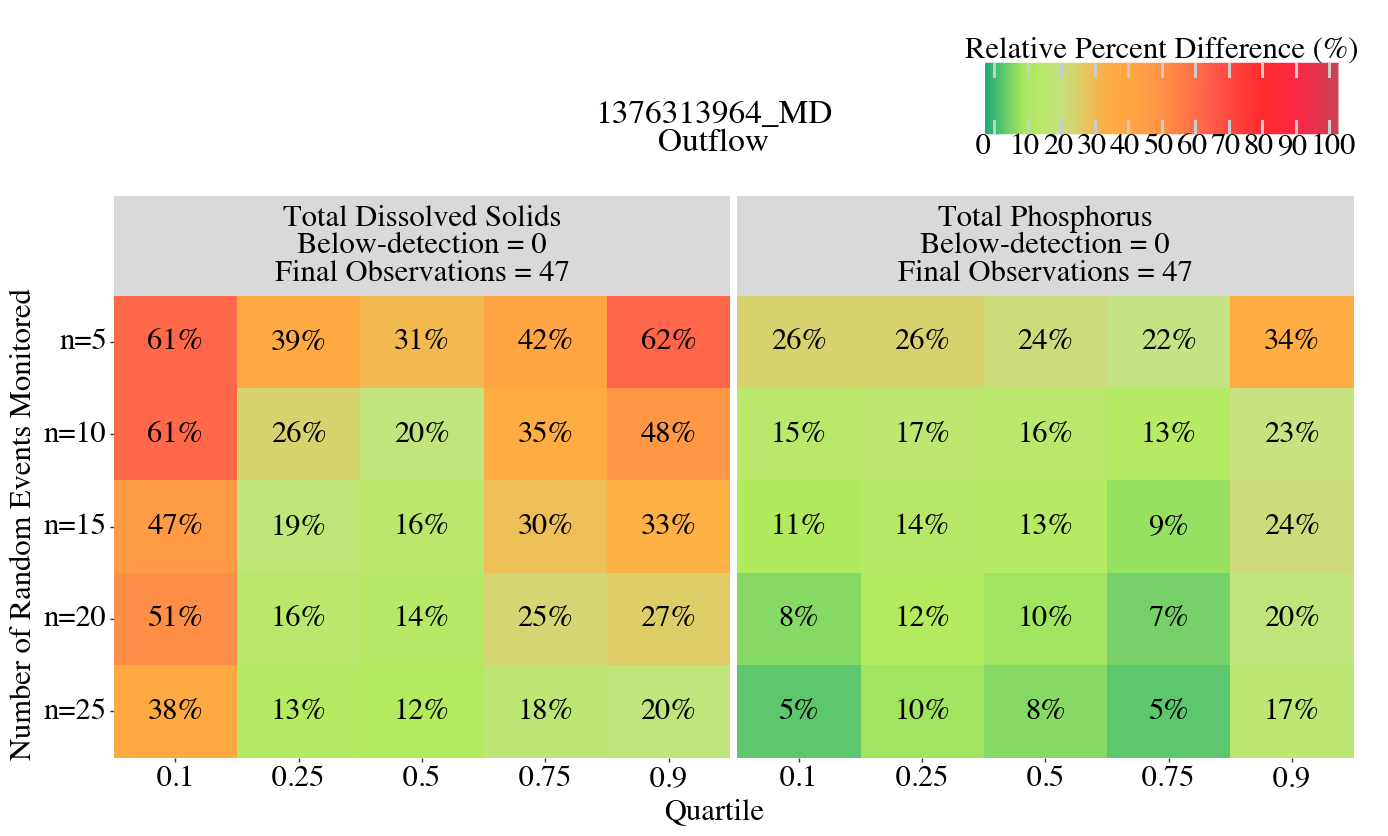 Relative Percent Difference (%)
0 10 20 30 40 50 60 70 80 90 100
1376313964_MD
Outflow
Total Dissolved Solids
Below-detection = 0
Final Observations = 47
Total Phosphorus
Below-detection = 0
Final Observations = 47
Number of Random Events Monitored
n=5 61% 39% 31% 42% 62% 26% 26% 24% 22% 34%
n=10 61% 26% 20% 35% 48% 15% 17% 16% 13% 23%
n=15 47% 19% 16% 30% 33% 11% 14% 13% 9% 24%
n=20 51% 16% 14% 25% 27% 8% 12% 10% 7% 20%
n=25 38% 13% 12% 18% 20% 5% 10% 8% 5% 17%
0.1 0.25 0.5 0.75 0.9 0.1 0.25 0.5 0.75 0.9
Quartile